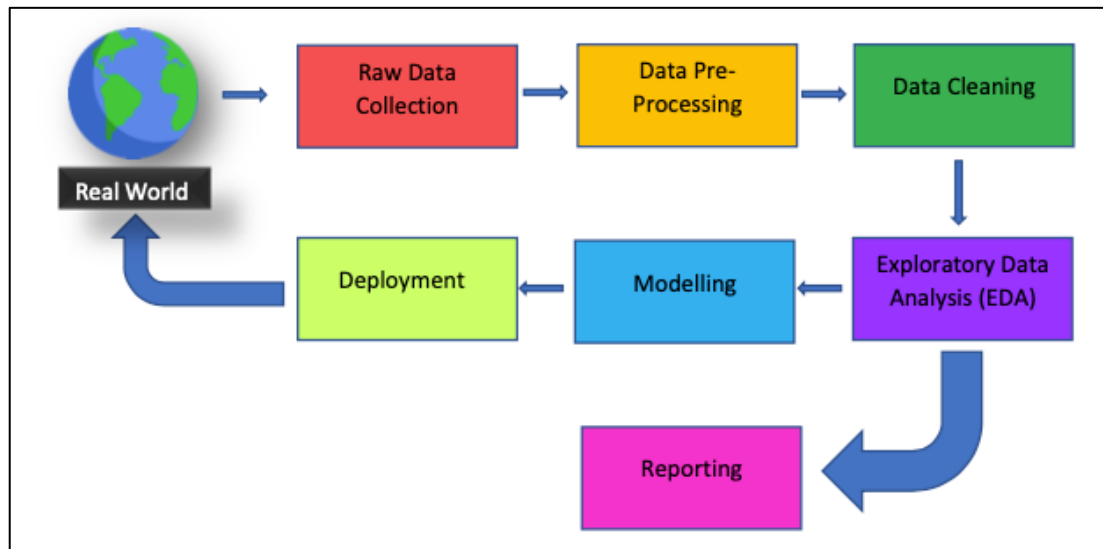 Raw Data
Collection
Data Pre-
Processing
Data Cleaning
Real World
Deployment
Modelling
Exploratory Data
Analysis (EDA)
Reporting